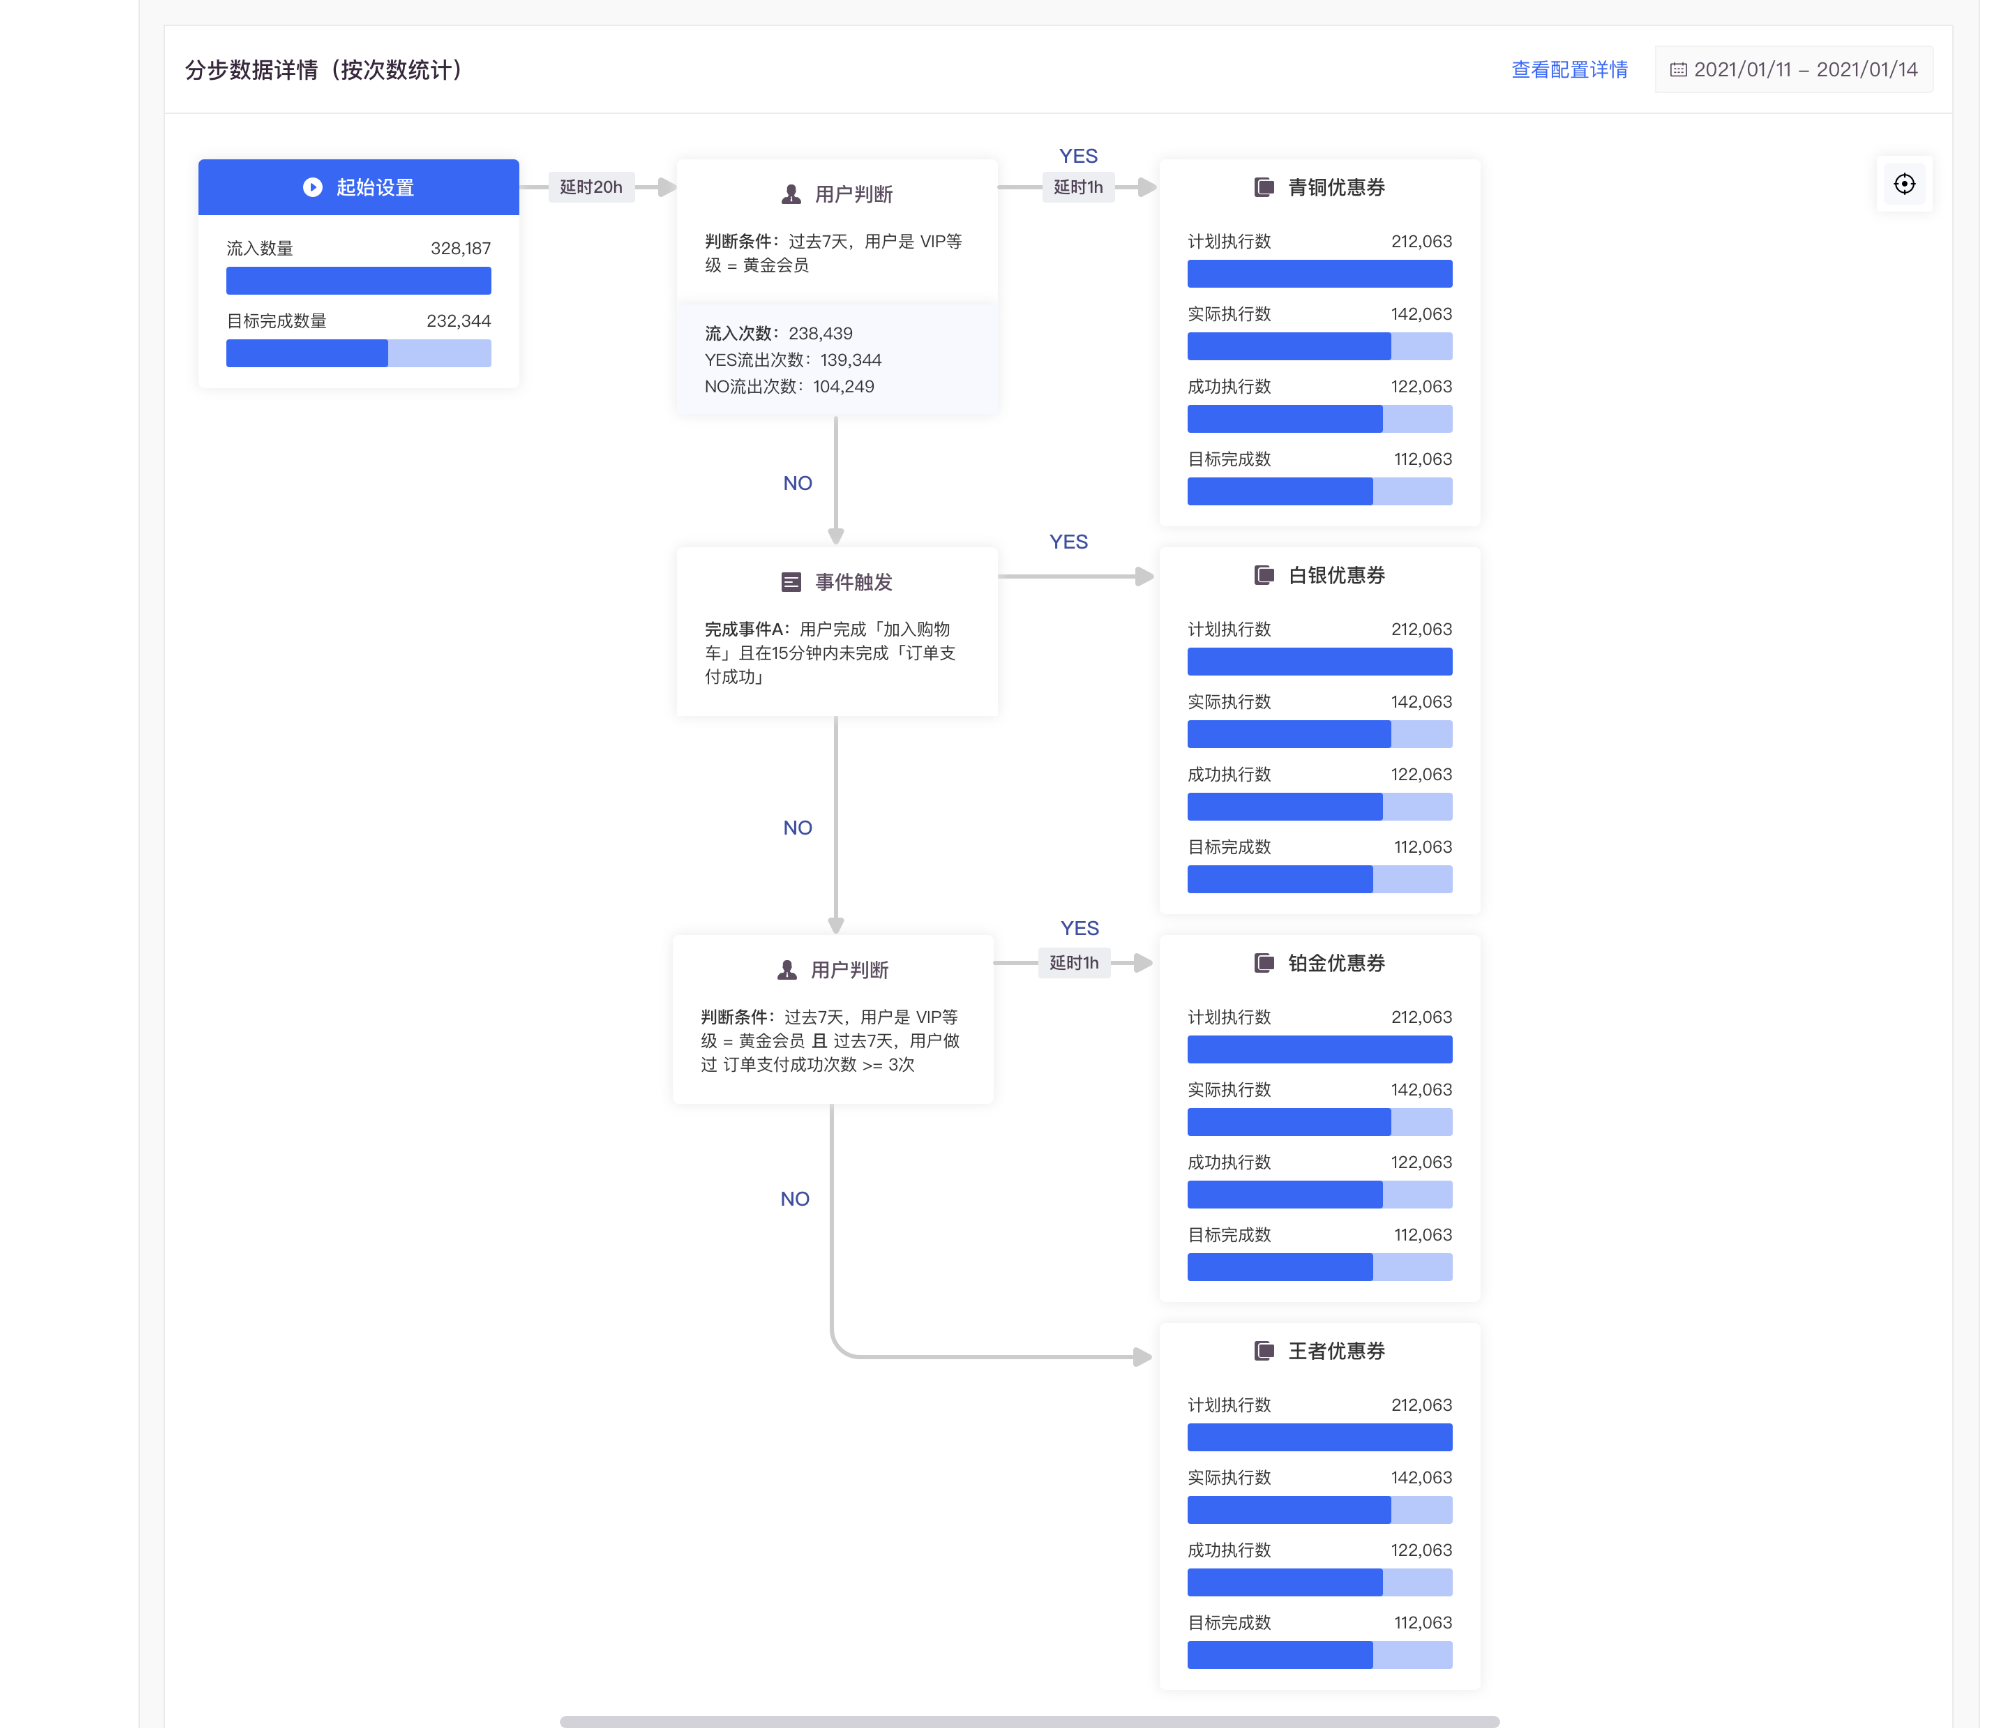 分步数据详情（按次数统计）
查看配置详情
2021/01/11 – 2021/01/14
起始设置
流入数量 328,187
目标完成数量 232,344
延时20h
用户判断
判断条件：过去7天，用户是 VIP等
级 = 黄金会员
流入次数：238,439
YES流出次数：139,344
NO流出次数：104,249
YES
延时1h
青铜优惠券
计划执行数 212,063
实际执行数 142,063
成功执行数 122,063
目标完成数 112,063
NO
事件触发
完成事件A：用户完成「加入购物
车」且在15分钟内未完成「订单支
付成功」
YES
白银优惠券
计划执行数 212,063
实际执行数 142,063
成功执行数 122,063
目标完成数 112,063
NO
用户判断
判断条件：过去7天，用户是 VIP等
级 = 黄金会员 且 过去7天，用户做
过 订单支付成功次数 >= 3次
YES
延时1h
铂金优惠券
计划执行数 212,063
实际执行数 142,063
成功执行数 122,063
目标完成数 112,063
NO
王者优惠券
计划执行数 212,063
实际执行数 142,063
成功执行数 122,063
目标完成数 112,063